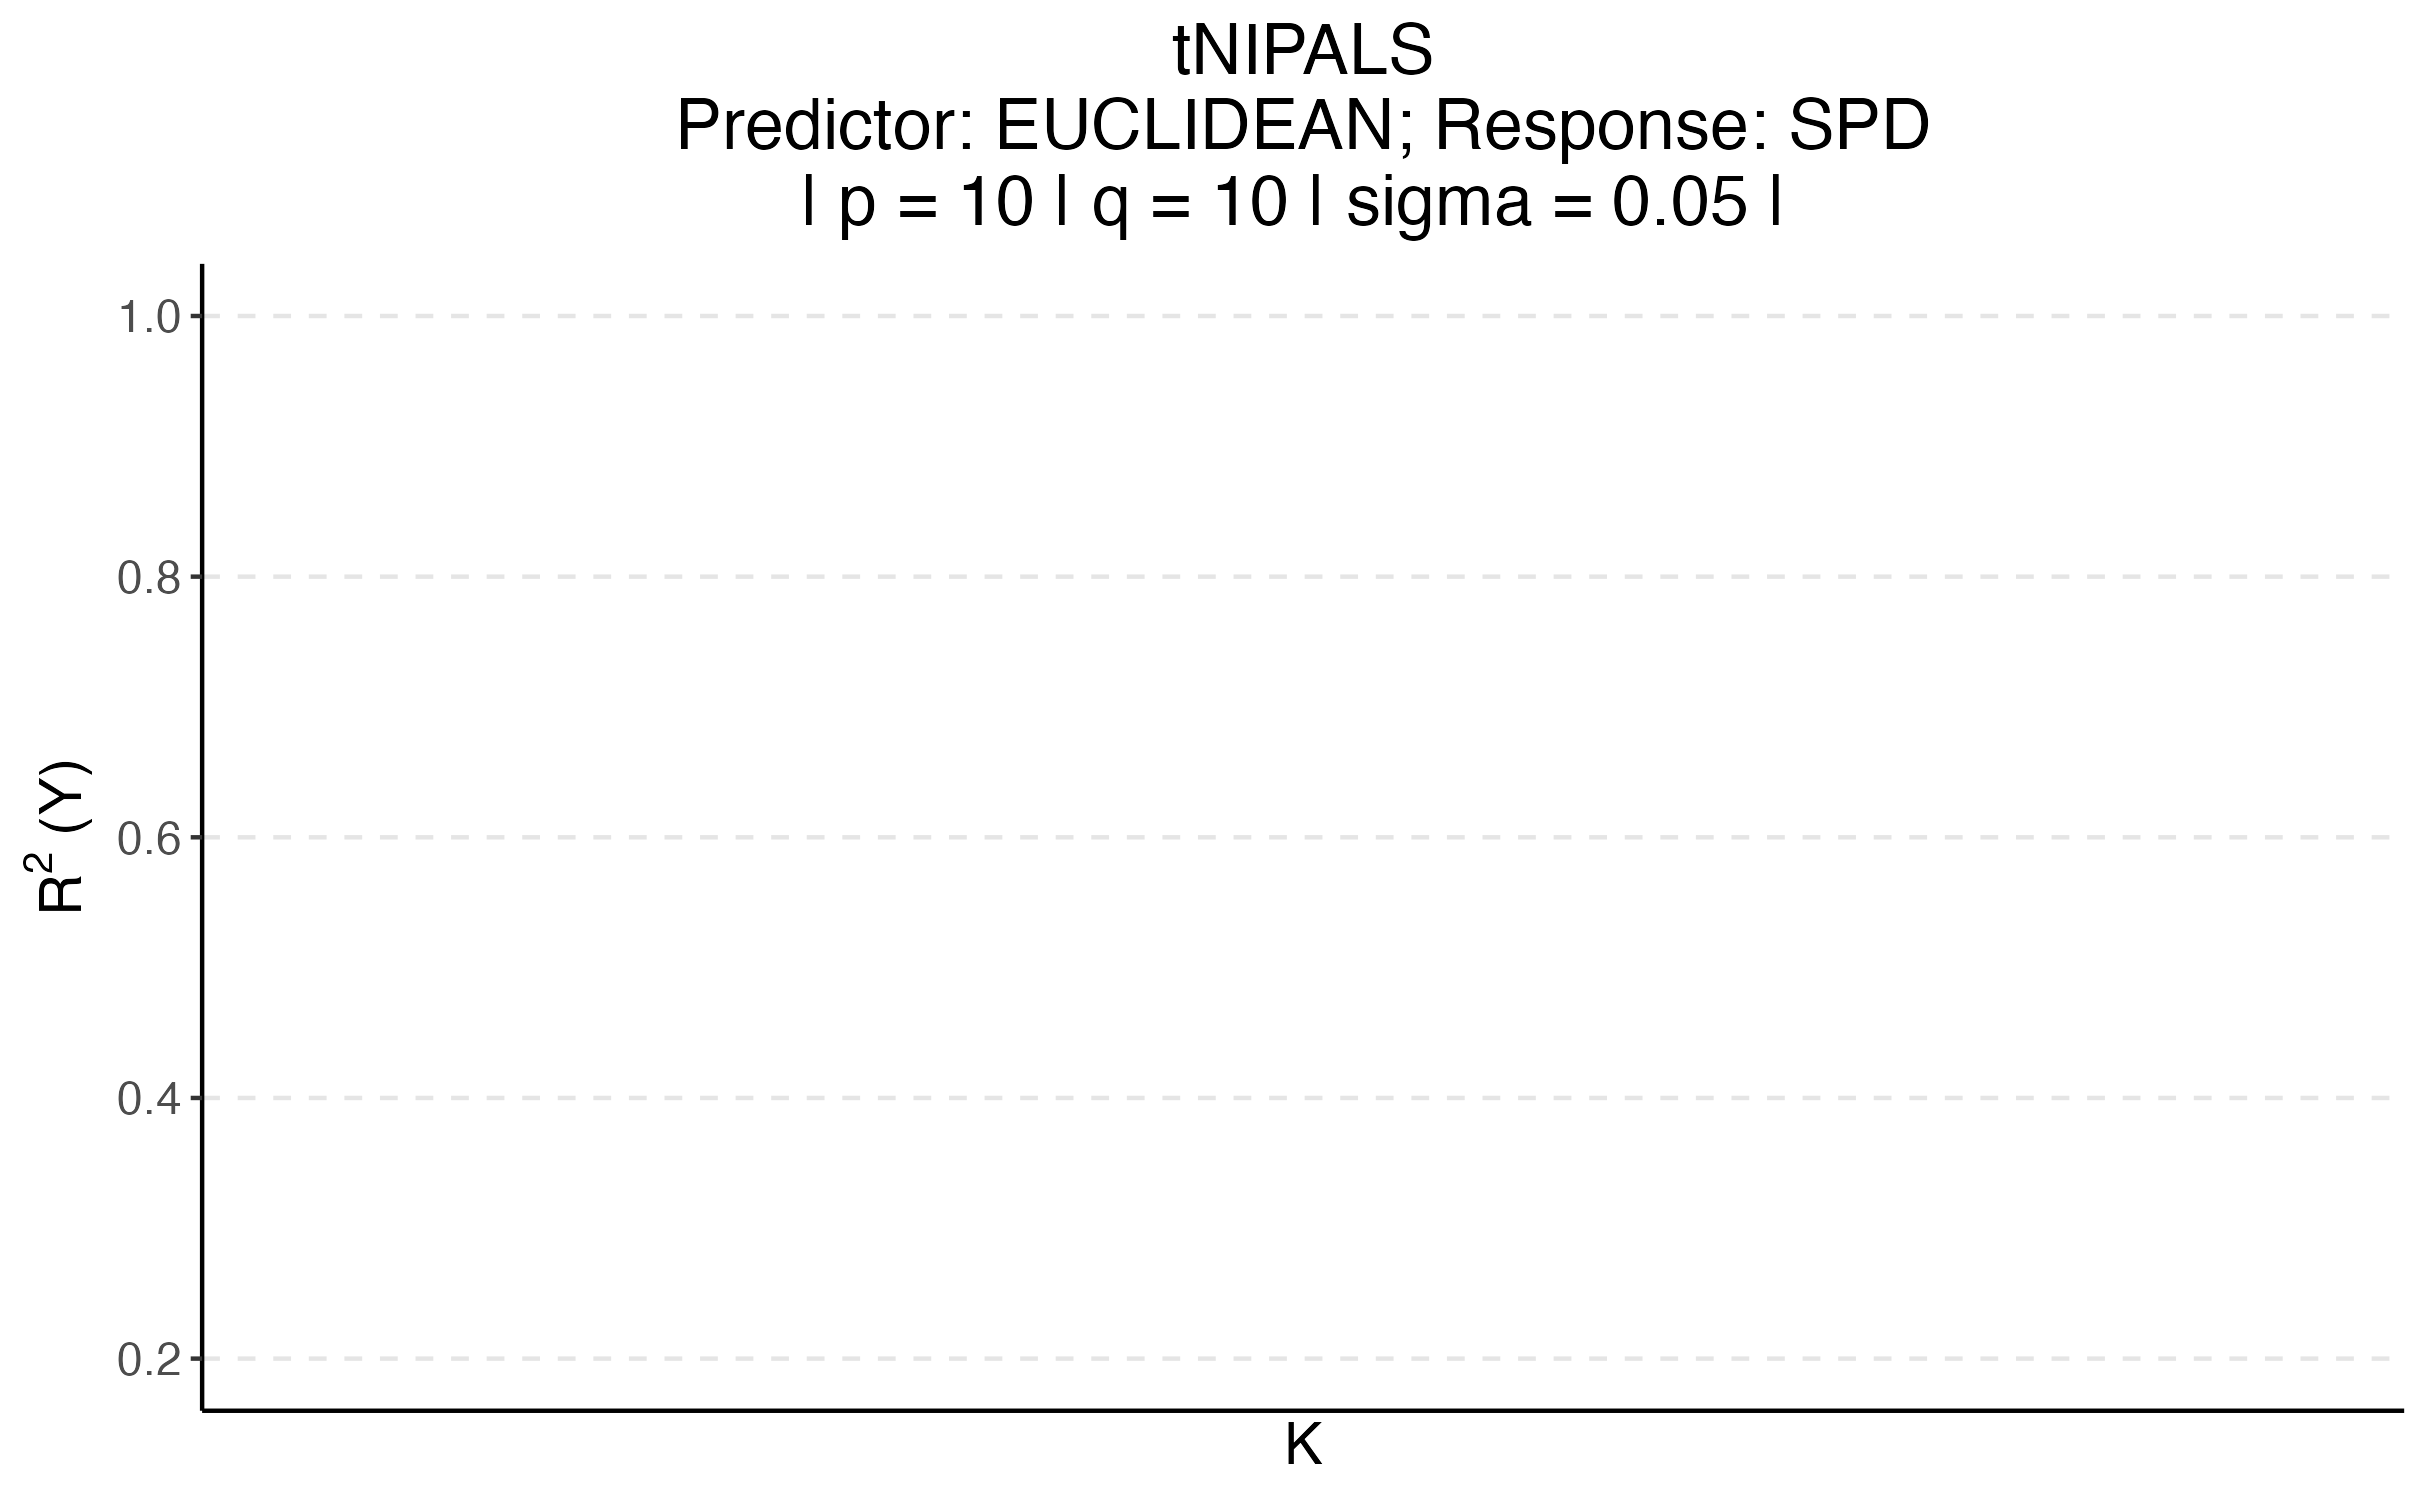 tNIPALS
Predictor: EUCLIDEAN; Response: SPD
| p = 10 | q = 10 | sigma = 0.05 |
1.0
0.8
0.6
0.4
0.2
R² (Y)
K